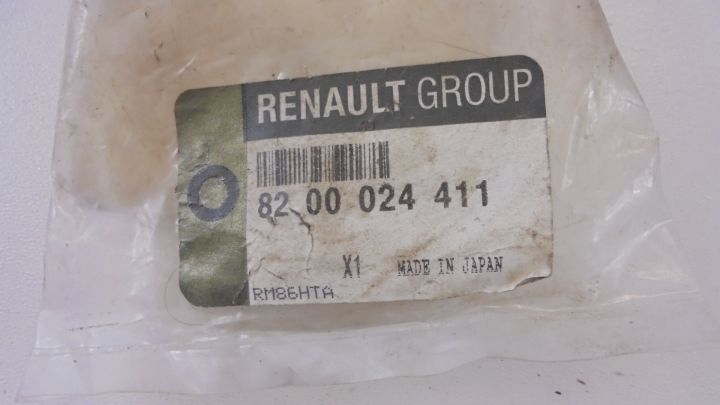 RENAULT GROUP
82 00 024 411
X1 MADE IN JAPAN
RM86HTA